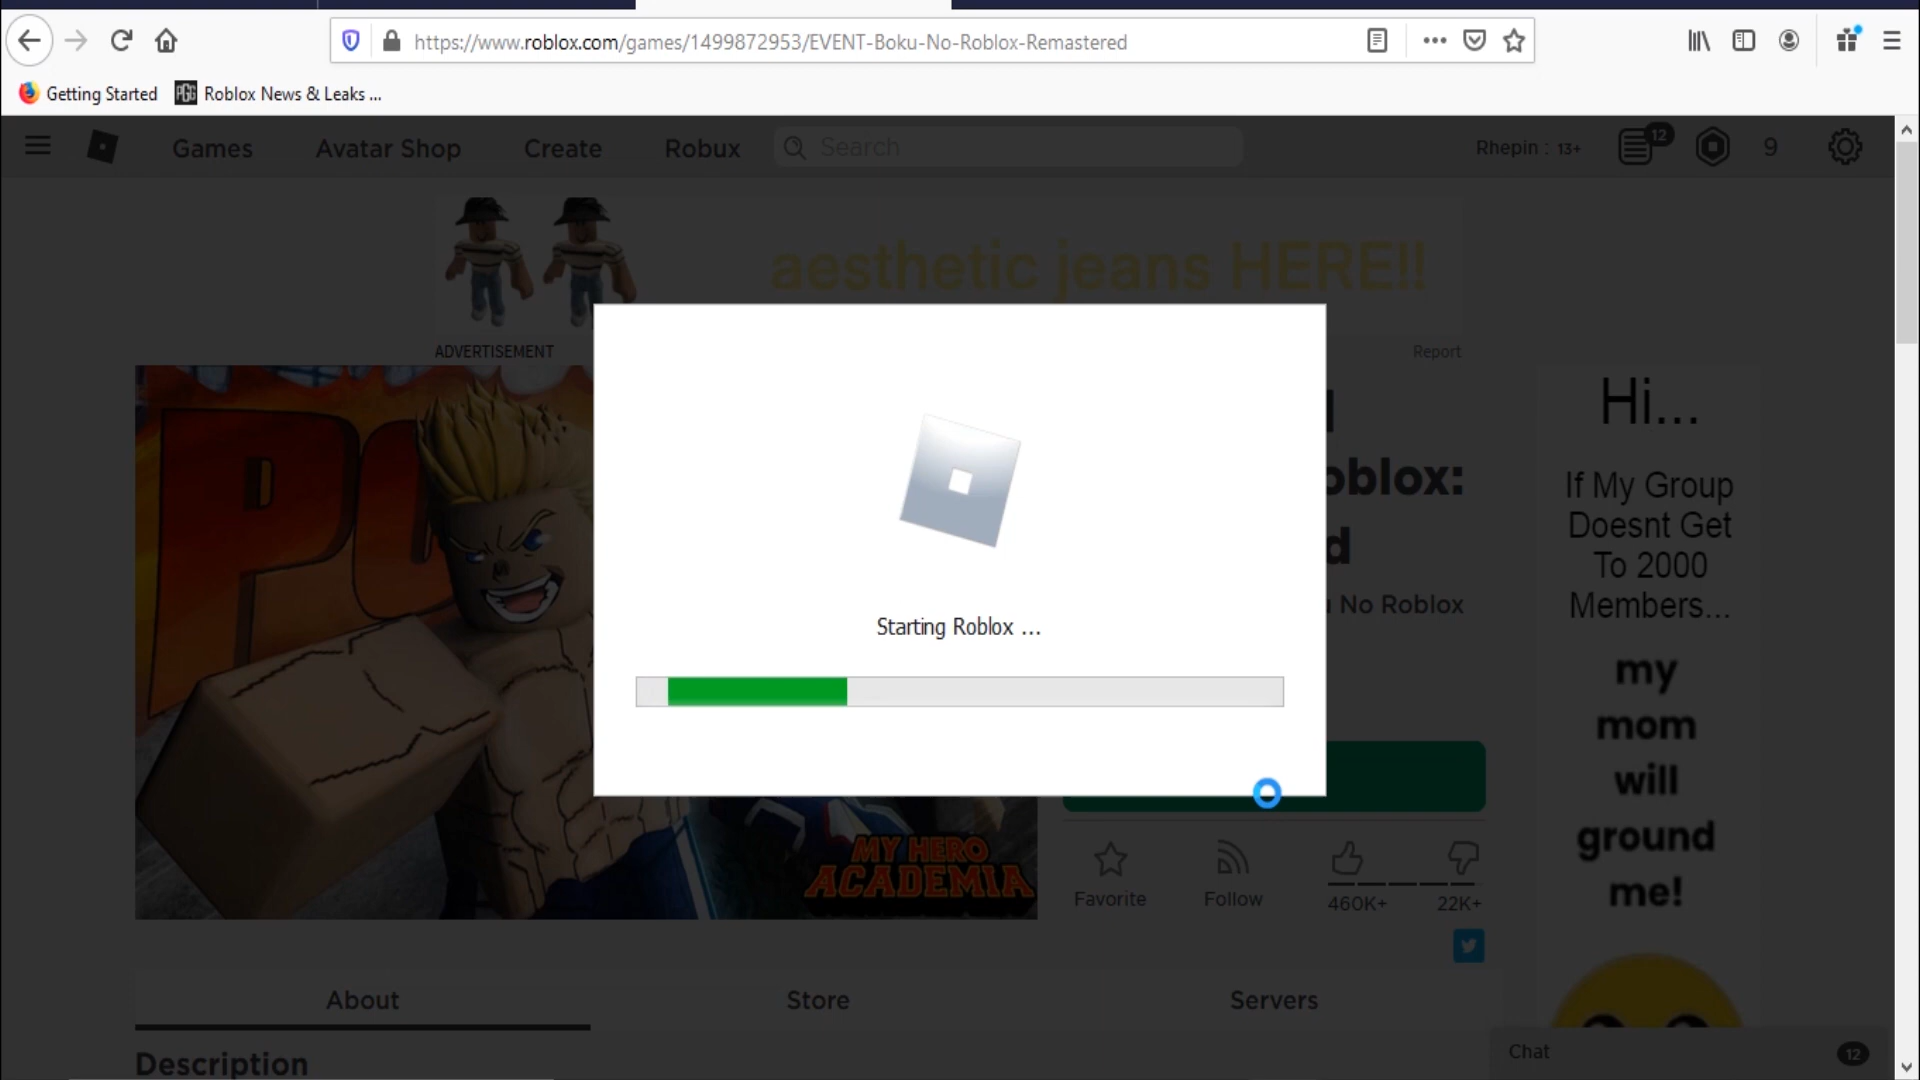 https://www.roblox.com/games/1499872953/EVENT-Boku-No-Roblox-Remastered
Getting Started
Roblox News & Leaks ...
Games
Avatar Shop
Create
Robux
Search
Rhepin : 13+
12
9
aesthetic jeans HERE!!
ADVERTISEMENT
Report
Hi...
If My Group
Doesnt Get
To 2000
Members...
my
mom
will
ground
me!
oblox:
d
No Roblox
Starting Roblox ...
MY HERO
ACADEMIA
Favorite
Follow
460K+
22K+
About
Store
Servers
Description
Chat
12